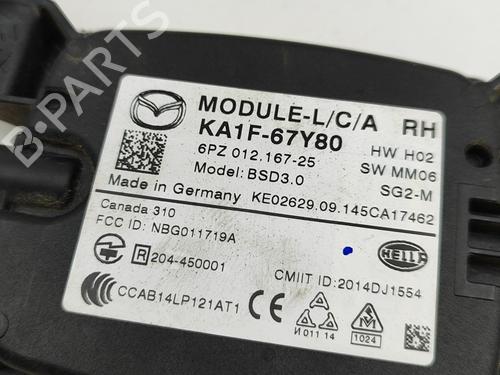 MODULE-L/C/A RH
KA1F-67Y80
HW H02
6PZ 012.167-25
SW MM06
Model: BSD3.0
SG2-M
Made in Germany KE02629.09.145CA17462
Canada 310
FCC ID: NBG011719A
HELLA
R 204-450001
CMIIT ID: 2014DJ1554
CCAB14LP121AT1
CE
И 011 14
1024
B-PARTS